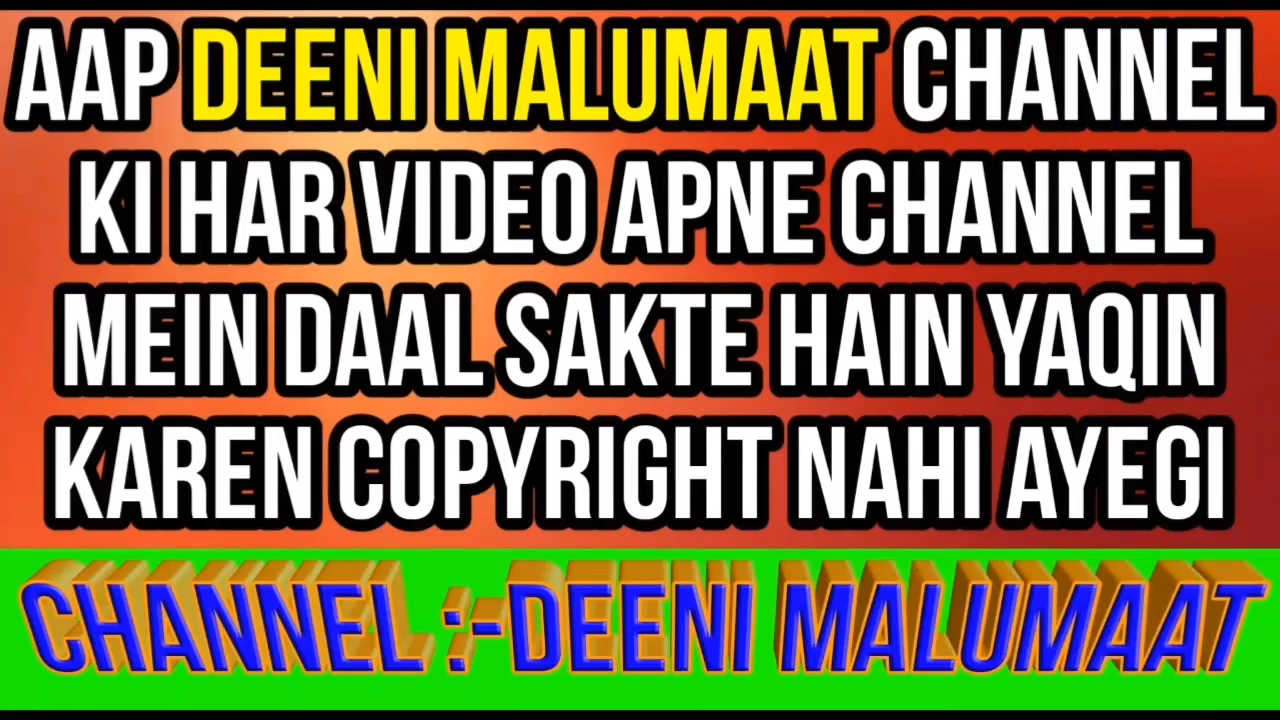 AAP DEENI MALUMAAT CHANNEL
KI HAR VIDEO APNE CHANNEL
MEIN DAAL SAKTE HAIN YAQIN
KAREN COPYRIGHT NAHI AYEGI
CHANNEL :-DEENI MALUMAAT